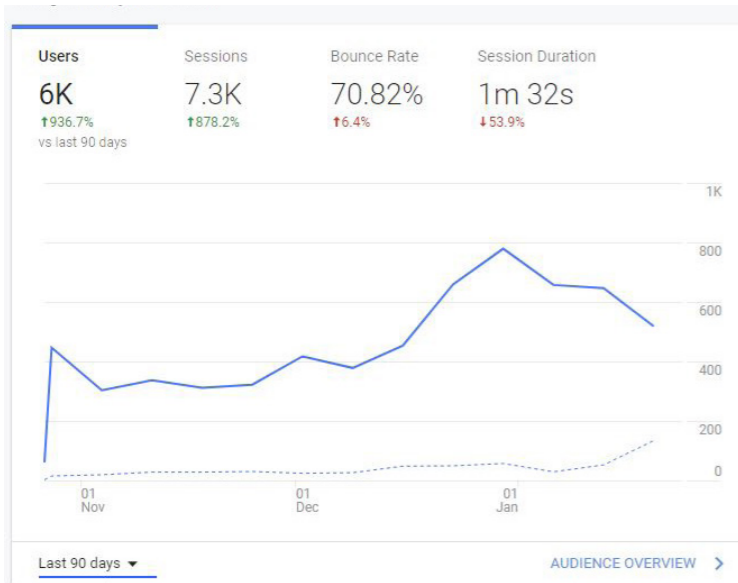 Users Sessions Bounce Rate Session Duration
6K 7.3K 70.82% 1m 32s
↑936.7% ↑878.2% ↑6.4% ↓53.9%
vs last 90 days
1K
800
600
400
200
0
01 01 01
Nov Dec Jan
Last 90 days ▼ AUDIENCE OVERVIEW >